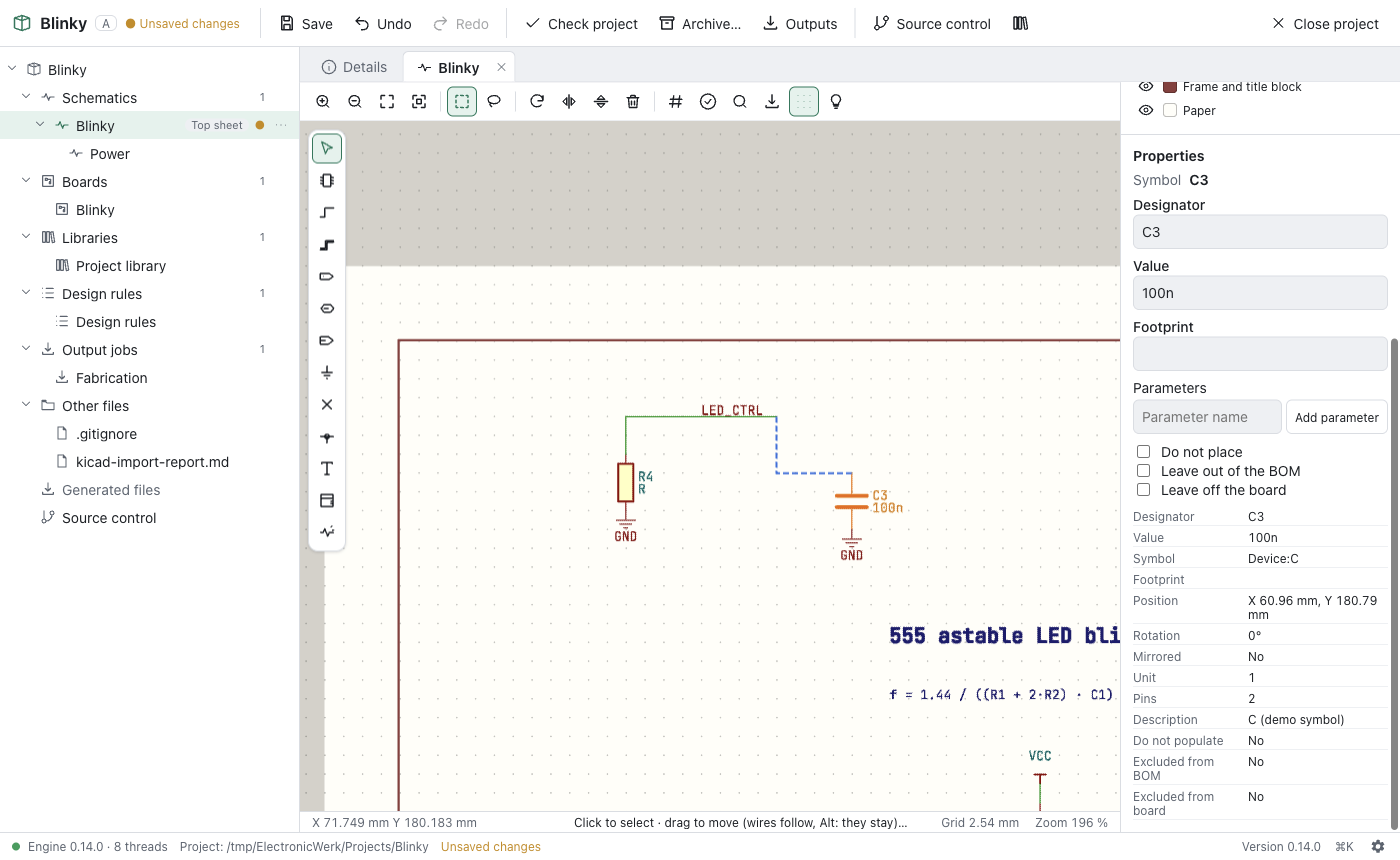 Blinky A Unsaved changes Save Undo Redo Check project Archive... Outputs Source control Close project
Blinky
Schematics 1
Blinky Top sheet ...
Power
Boards 1
Blinky
Libraries 1
Project library
Design rules 1
Design rules
Output jobs 1
Fabrication
Other files
.gitignore
kicad-import-report.md
Generated files
Source control
Details Blinky
LED_CTRL
R4
R
GND
C3
100n
GND
555 astable LED bli
f = 1.44 / ((R1 + 2·R2) · C1)
VCC
X 71.749 mm Y 180.183 mm Click to select · drag to move (wires follow, Alt: they stay)... Grid 2.54 mm Zoom 196 %
Frame and title block
Paper
Properties
Symbol C3
Designator
C3
Value
100n
Footprint
Parameters
Parameter name Add parameter
Do not place
Leave out of the BOM
Leave off the board
Designator C3
Value 100n
Symbol Device:C
Footprint
Position X 60.96 mm, Y 180.79
mm
Rotation 0°
Mirrored No
Unit 1
Pins 2
Description C (demo symbol)
Do not populate No
Excluded from No
BOM
Excluded from No
board
Engine 0.14.0 · 8 threads Project: /tmp/ElectronicWerk/Projects/Blinky Unsaved changes Version 0.14.0 ⌘K